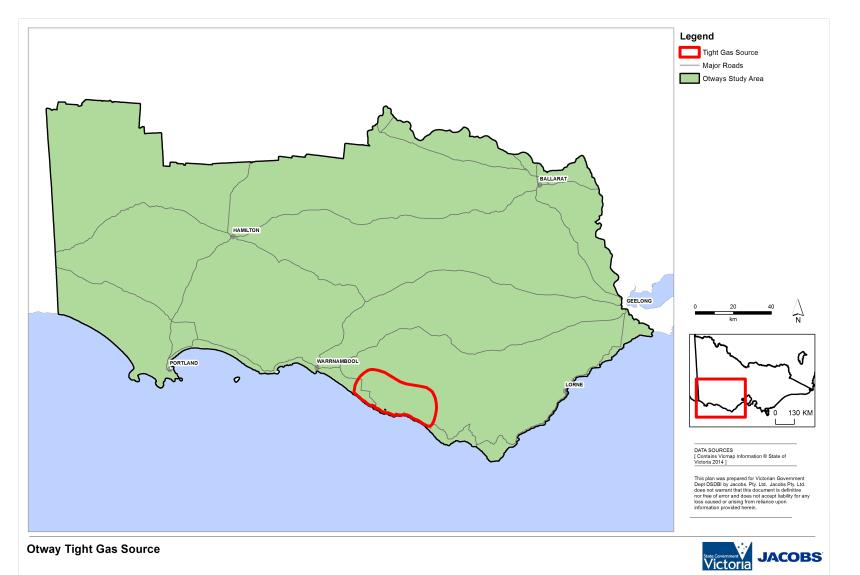 Legend
Tight Gas Source
Major Roads
Otways Study Area
BALLARAT
HAMILTON
GEELONG
0 20 40
km
N
PORTLAND
WARRNAMBOOL
LORNE
0 130 KM
DATA SOURCES
[ Contains Vicmap Information © State of
Victoria 2014 ]
This plan was prepared for Victorian Government
Dept DSDBI by Jacobs. Pty. Ltd. Jacobs Pty. Ltd.
does not warrant that this document is definitive
nor free of error and does not accept liability for any
loss caused or arising from reliance upon
information provided herein.
Otway Tight Gas Source
State Government
Victoria
JACOBS